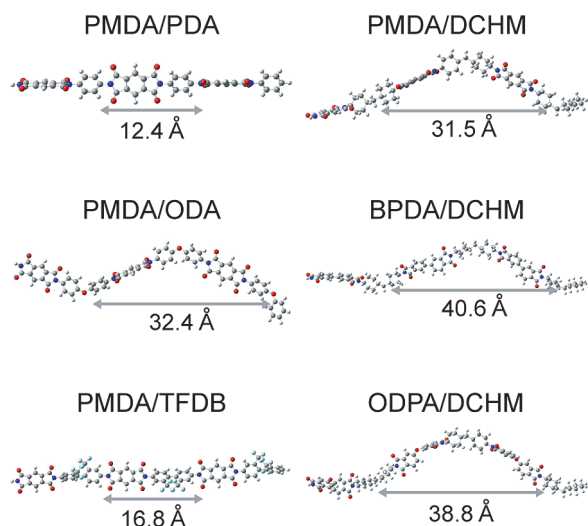 PMDA/PDA
12.4 Å
PMDA/DCHM
31.5 Å
PMDA/ODA
32.4 Å
BPDA/DCHM
40.6 Å
PMDA/TFDB
16.8 Å
ODPA/DCHM
38.8 Å